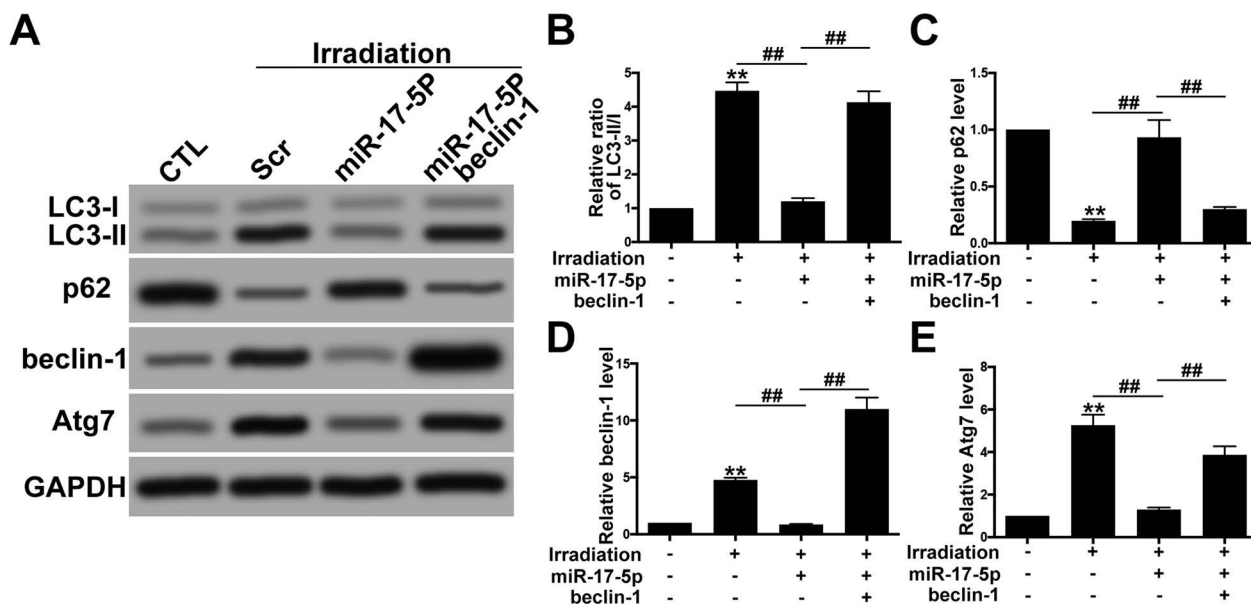 A
Irradiation
CTL
Scr
miR-17-5P
miR-17-5P
beclin-1
LC3-I
LC3-II
p62
beclin-1
Atg7
GAPDH
B
Relative ratio
of LC3-II/I
5
4
3
2
1
0
**
##
##
Irradiation - + + +
miR-17-5p - - + +
beclin-1 - - - +
C
Relative p62 level
1.5
1.0
0.5
0.0
**
##
##
Irradiation - + + +
miR-17-5p - - + +
beclin-1 - - - +
D
Relative beclin-1 level
15
10
5
0
**
##
##
Irradiation - + + +
miR-17-5p - - + +
beclin-1 - - - +
E
Relative Atg7 level
8
6
4
2
0
**
##
##
Irradiation - + + +
miR-17-5p - - + +
beclin-1 - - - +